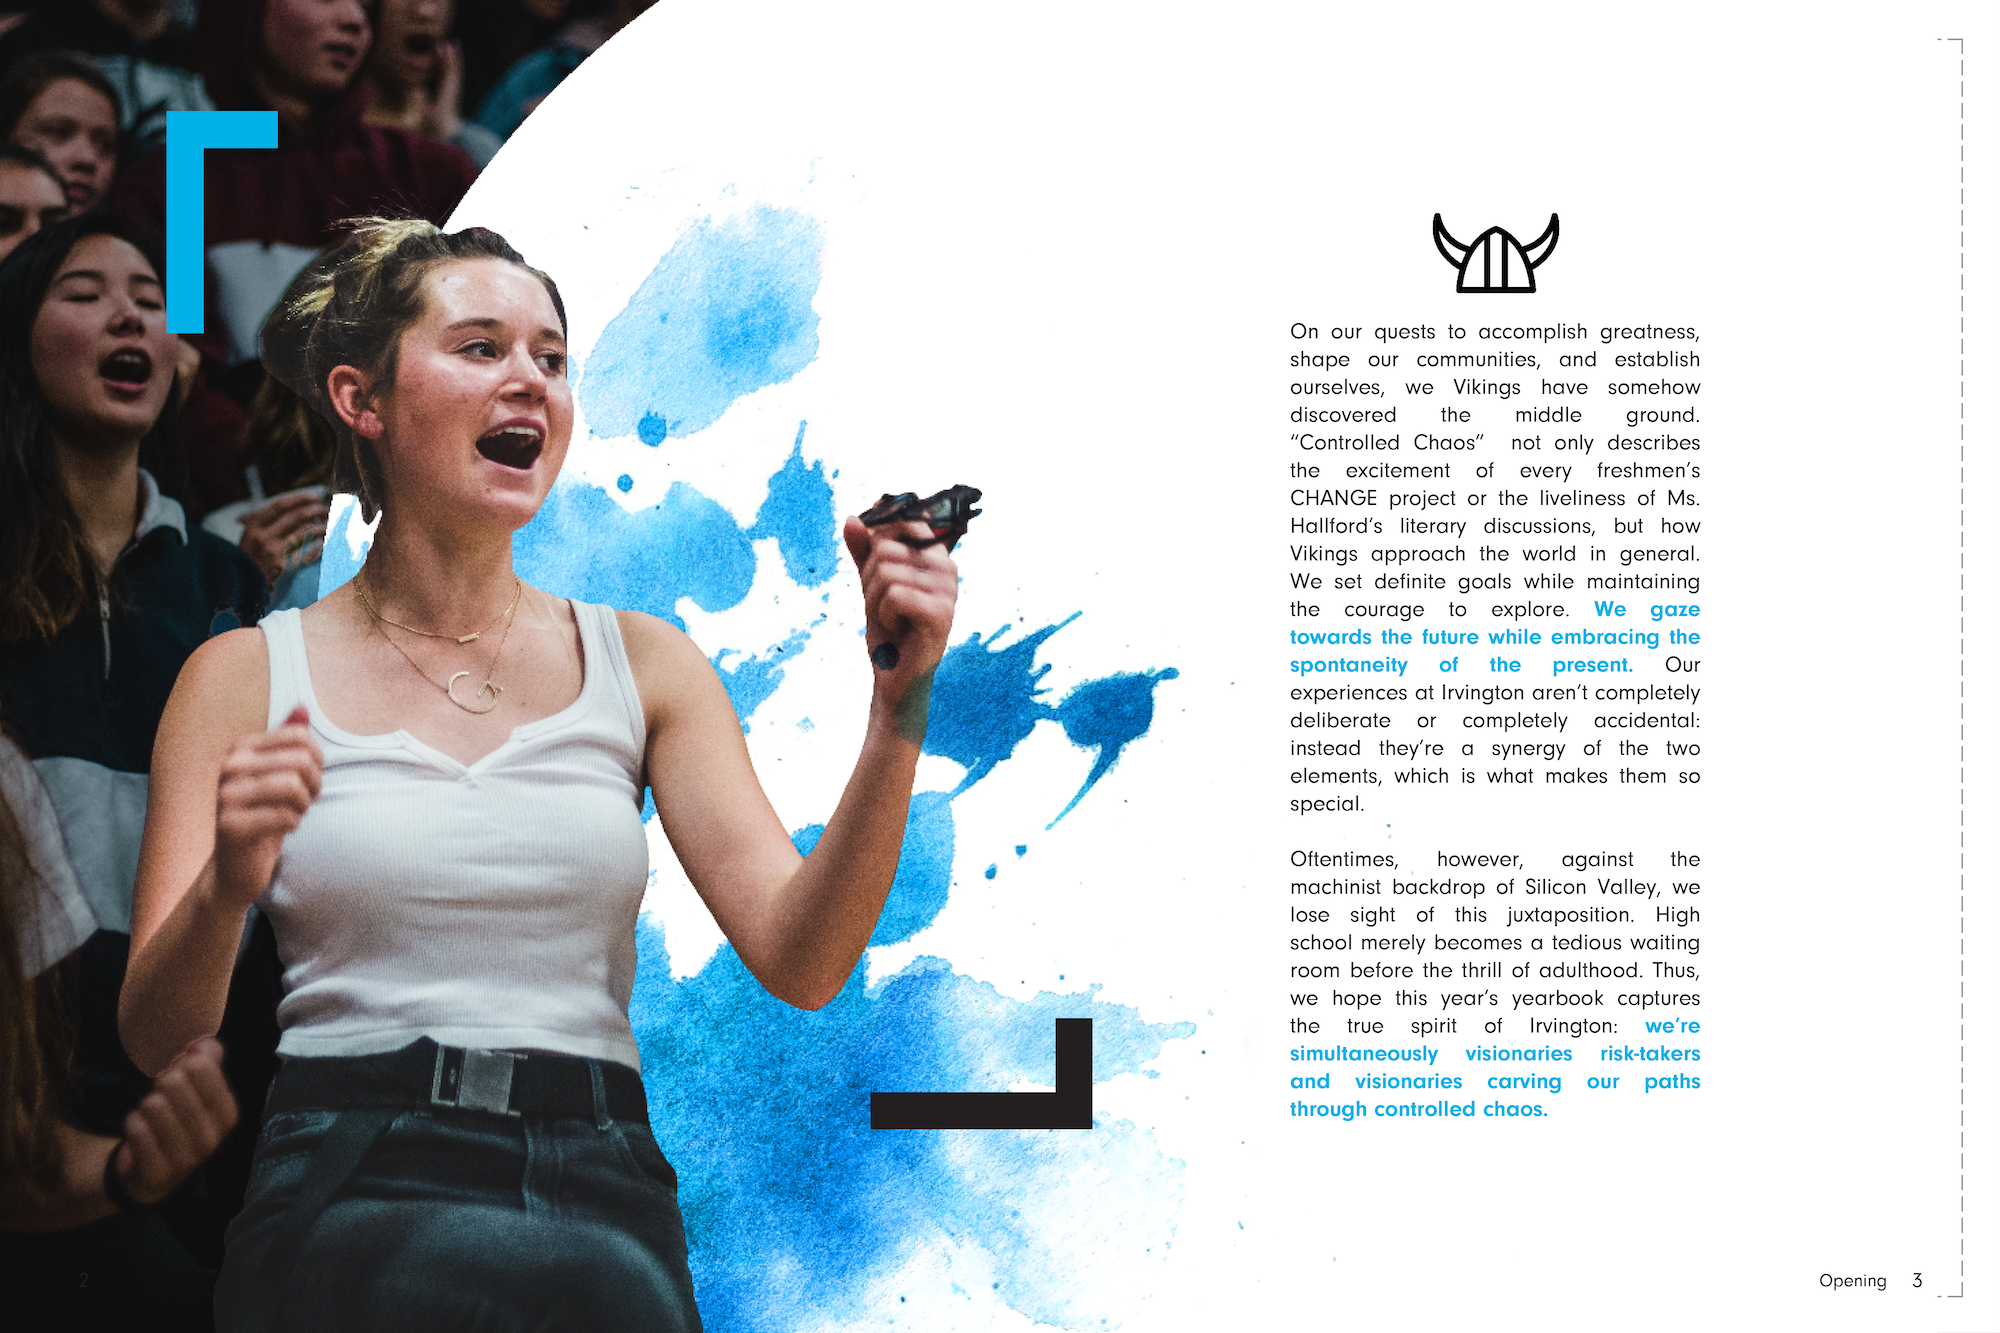 On our quests to accomplish greatness,
shape our communities, and establish
ourselves, we Vikings have somehow
discovered the middle ground.
“Controlled Chaos” not only describes
the excitement of every freshmen’s
CHANGE project or the liveliness of Ms.
Hallford’s literary discussions, but how
Vikings approach the world in general.
We set definite goals while maintaining
the courage to explore. We gaze
towards the future while embracing the
spontaneity of the present. Our
experiences at Irvington aren’t completely
deliberate or completely accidental:
instead they’re a synergy of the two
elements, which is what makes them so
special.
Oftentimes, however, against the
machinist backdrop of Silicon Valley, we
lose sight of this juxtaposition. High
school merely becomes a tedious waiting
room before the thrill of adulthood. Thus,
we hope this year’s yearbook captures
the true spirit of Irvington: we’re
simultaneously visionaries risk-takers
and visionaries carving our paths
through controlled chaos.
2
Opening 3